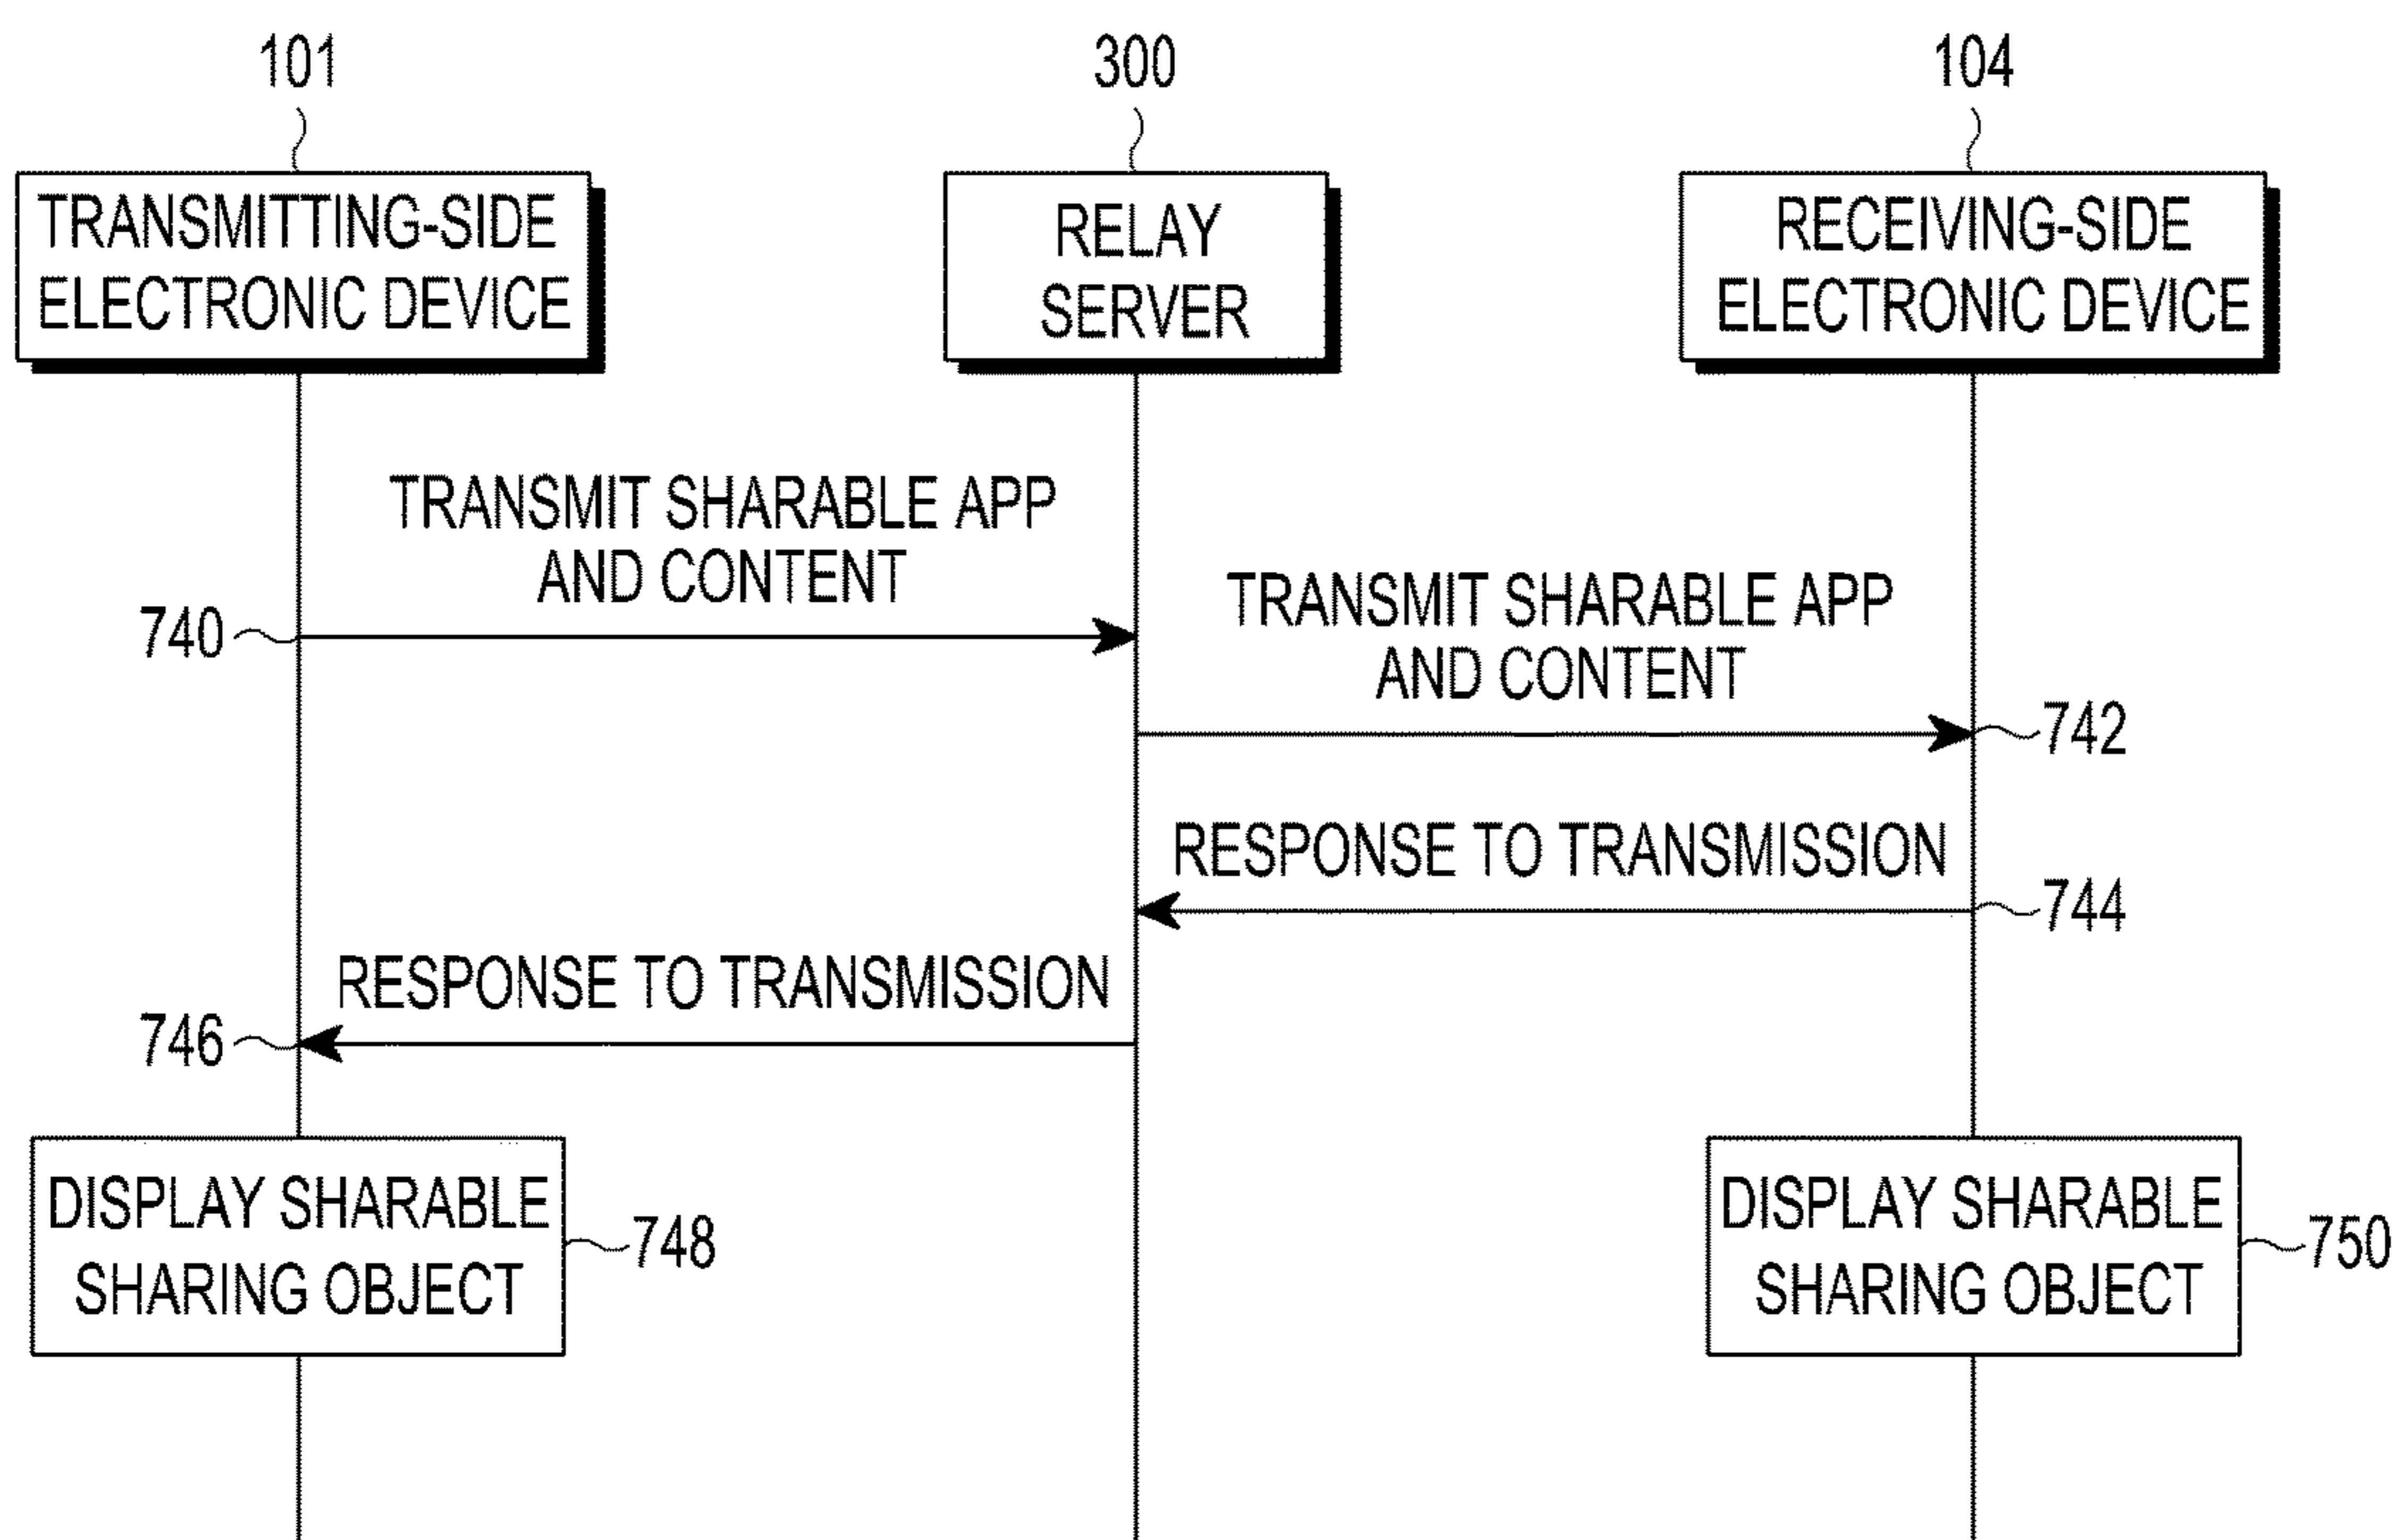 101
300
104
TRANSMITTING-SIDE
ELECTRONIC DEVICE
RELAY
SERVER
RECEIVING-SIDE
ELECTRONIC DEVICE
TRANSMIT SHARABLE APP
AND CONTENT
740
TRANSMIT SHARABLE APP
AND CONTENT
742
RESPONSE TO TRANSMISSION
744
RESPONSE TO TRANSMISSION
746
DISPLAY SHARABLE
SHARING OBJECT
748
DISPLAY SHARABLE
SHARING OBJECT
750